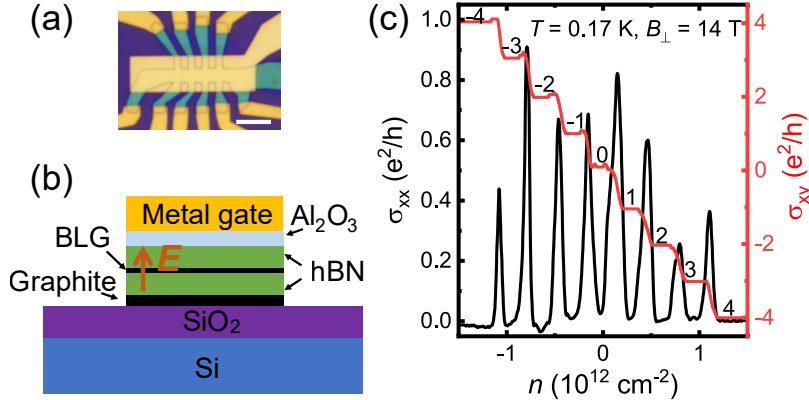 (a)
(b)
Metal gate
Al2O3
BLG
E
Graphite
hBN
SiO2
Si
(c)
T = 0.17 K, B⊥ = 14 T
-4
-3
-2
-1
0
1
2
3
4
1.0
0.8
0.6
0.4
0.2
0.0
σxx (e²/h)
4
2
0
-2
-4
σxy (e²/h)
-1
0
1
n (10¹² cm⁻²)